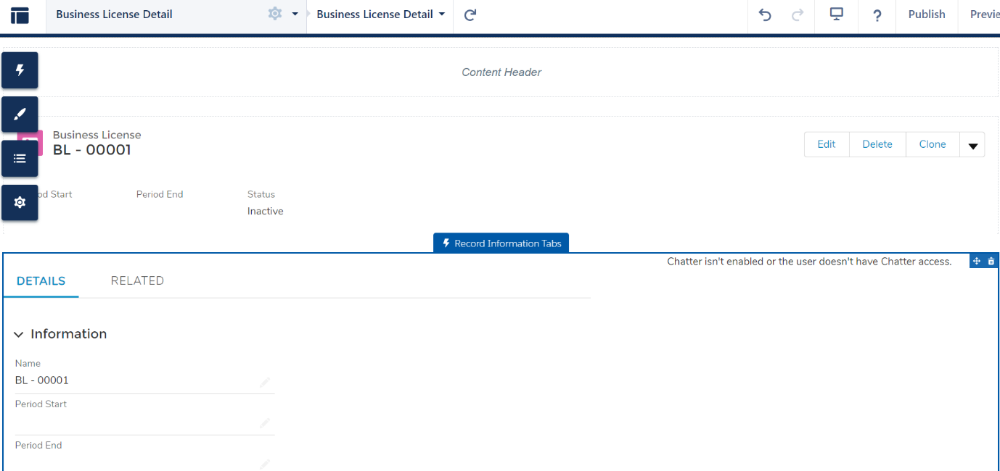 Business License Detail
Business License Detail
?
Publish
Previe
Content Header
Business License
BL - 00001
Edit
Delete
Clone
od Start
Period End
Status
Inactive
Record Information Tabs
Chatter isn't enabled or the user doesn't have Chatter access.
DETAILS
RELATED
Information
Name
BL - 00001
Period Start
Period End